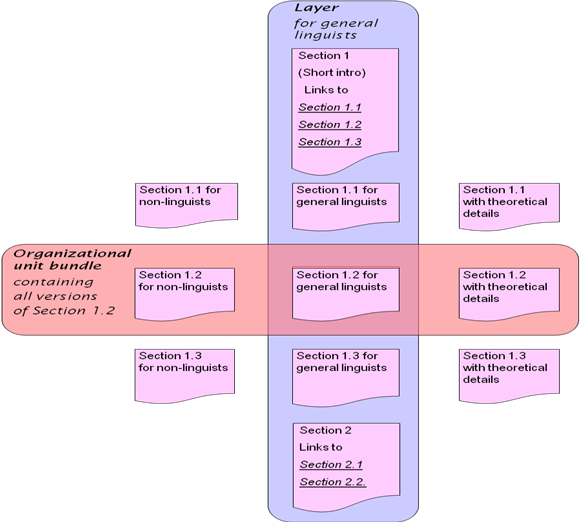 Layer
for general
linguists
Section 1
(Short intro)
Links to
Section 1.1
Section 1.2
Section 1.3
Section 1.1 for
non-linguists
Section 1.1 for
general linguists
Section 1.1
with theoretical
details
Organizational
unit bundle
containing
all versions
of Section 1.2
Section 1.2
for non-linguists
Section 1.2 for
general linguists
Section 1.2
with theoretical
details
Section 1.3
for non-linguists
Section 1.3 for
general linguists
Section 1.3
with theoretical
details
Section 2
Links to
Section 2.1
Section 2.2.